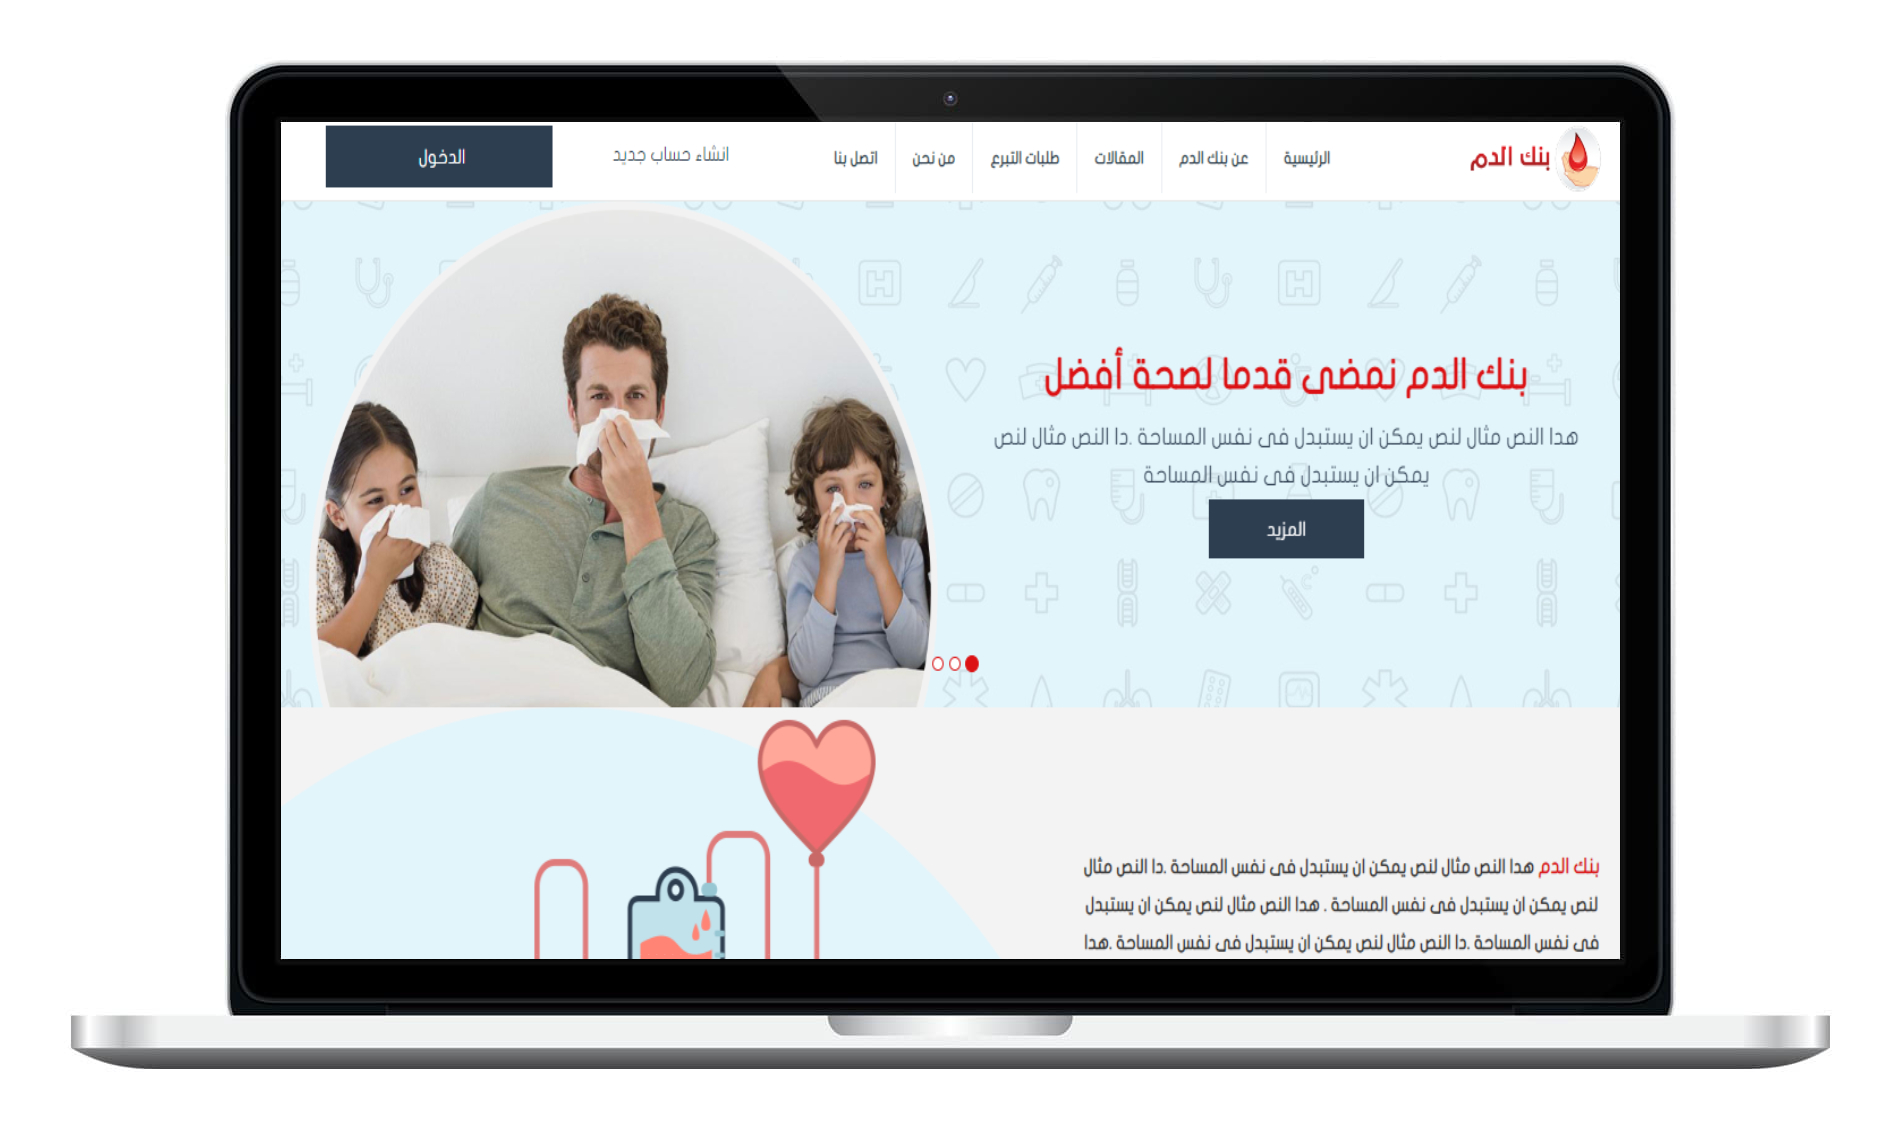 بنك الدم
الرئيسية
عن بنك الدم
المقالات
طلبات التبرع
من نحن
اتصل بنا
انشاء حساب جديد
الدخول
بنك الدم نمضى قدما لصحة أفضل
هدا النص مثال لنص يمكن ان يستبدل فى نفس المساحة .دا النص مثال لنص
يمكن ان يستبدل فى نفس المساحة
المزيد
بنك الدم هدا النص مثال لنص يمكن ان يستبدل فى نفس المساحة .دا النص مثال
لنص يمكن ان يستبدل فى نفس المساحة . هدا النص مثال لنص يمكن ان يستبدل
فى نفس المساحة .دا النص مثال لنص يمكن ان يستبدل فى نفس المساحة .هدا